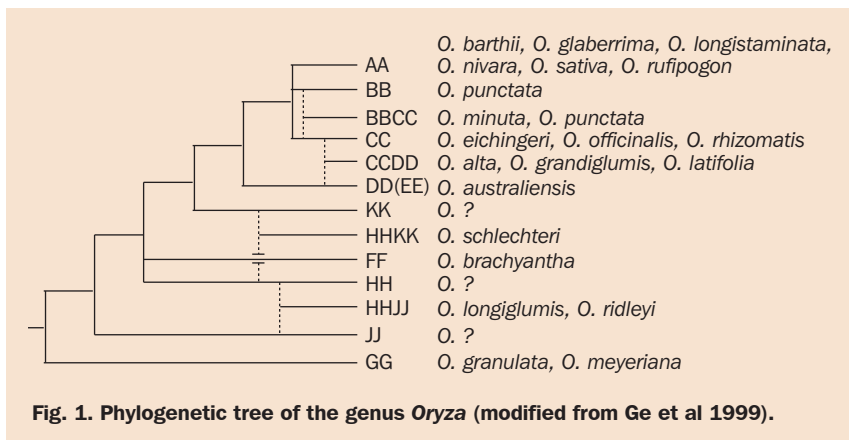 O. barthii, O. glaberrima, O. longistaminata,
AA O. nivara, O. sativa, O. rufipogon
BB O. punctata
BBCC O. minuta, O. punctata
CC O. eichingeri, O. officinalis, O. rhizomatis
CCDD O. alta, O. grandiglumis, O. latifolia
DD(EE) O. australiensis
KK O. ?
HHKK O. schlechteri
FF O. brachyantha
HH O. ?
HHJJ O. longiglumis, O. ridleyi
JJ O. ?
GG O. granulata, O. meyeriana
Fig. 1. Phylogenetic tree of the genus Oryza (modified from Ge et al 1999).